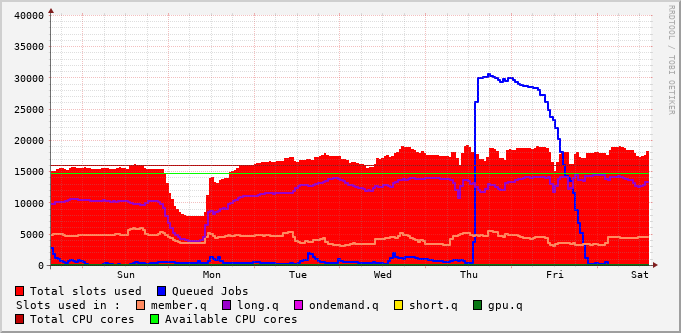 RRDTOOL / TOBI OETIKER
40000
35000
30000
25000
20000
15000
10000
5000
0
Sun Mon Tue Wed Thu Fri Sat
Total slots used Queued Jobs
Slots used in : member.q long.q ondemand.q short.q gpu.q
Total CPU cores Available CPU cores